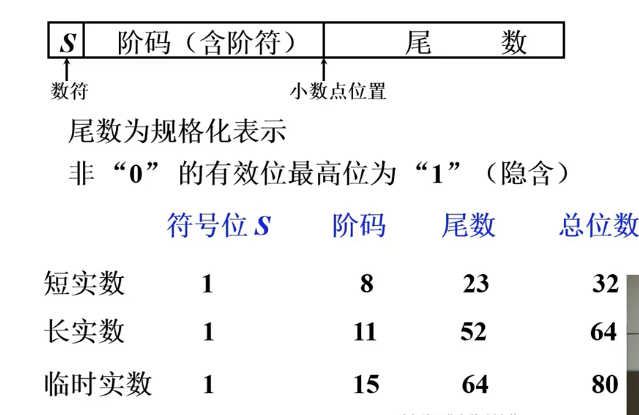 S 阶码（含阶符） 尾 数
数符 小数点位置
尾数为规格化表示
非“0”的有效位最高位为“1”（隐含）
符号位 S 阶码 尾数 总位数
短实数 1 8 23 32
长实数 1 11 52 64
临时实数 1 15 64 80